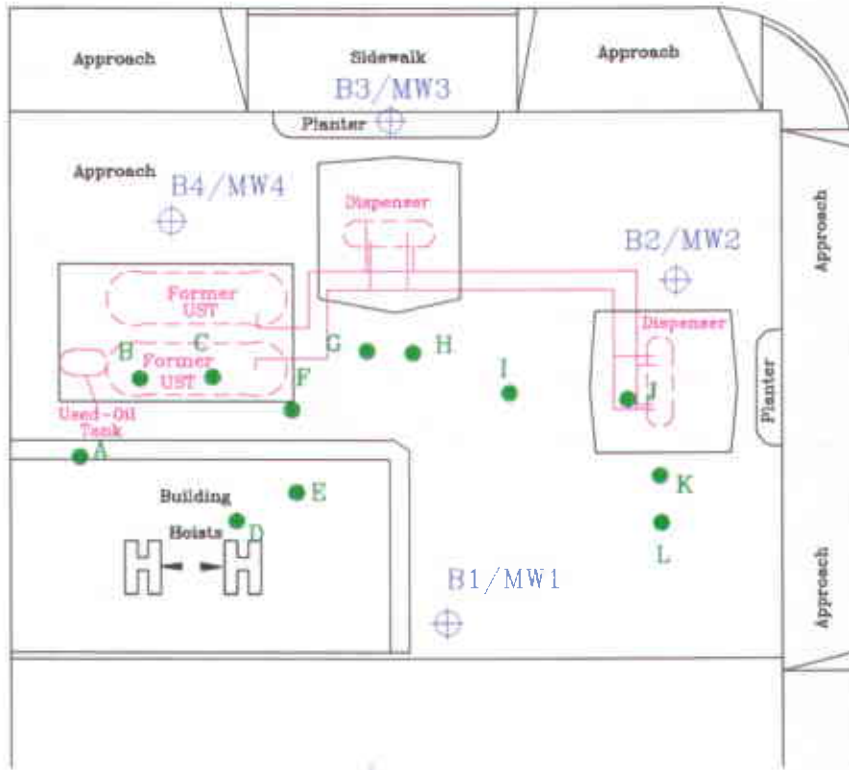 Approach
Sidewalk
Approach
B3/MW3
Planter
Approach
B4/MW4
Dispenser
B2/MW2
Approach
Former
UST
Dispenser
B
C
Former
UST
F
G
H
I
J
Planter
Used-Oil
Tank
A
K
E
Building
D
Hoists
L
B1/MW1
Approach